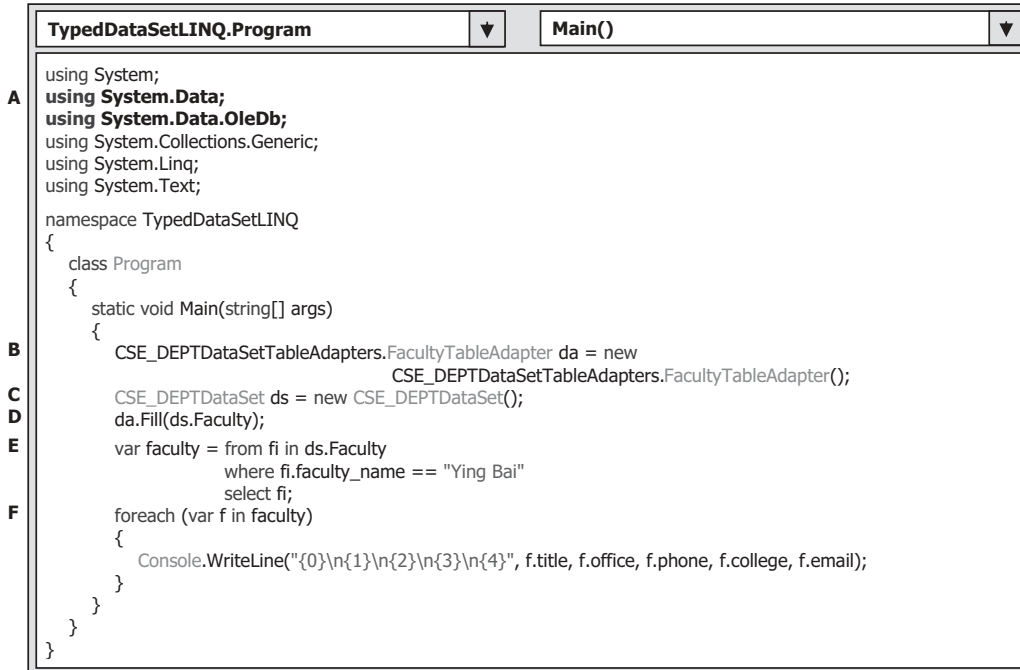 TypedDataSetLINQ.Program Main()
using System;
A using System.Data;
using System.Data.OleDb;
using System.Collections.Generic;
using System.Linq;
using System.Text;
namespace TypedDataSetLINQ
{
class Program
{
static void Main(string[] args)
{
B CSE_DEPTDataSetTableAdapters.FacultyTableAdapter da = new
CSE_DEPTDataSetTableAdapters.FacultyTableAdapter();
C CSE_DEPTDataSet ds = new CSE_DEPTDataSet();
D da.Fill(ds.Faculty);
E var faculty = from fi in ds.Faculty
where fi.faculty_name == "Ying Bai"
select fi;
F foreach (var f in faculty)
{
Console.WriteLine("{0}\n{1}\n{2}\n{3}\n{4}", f.title, f.office, f.phone, f.college, f.email);
}
}
}
}